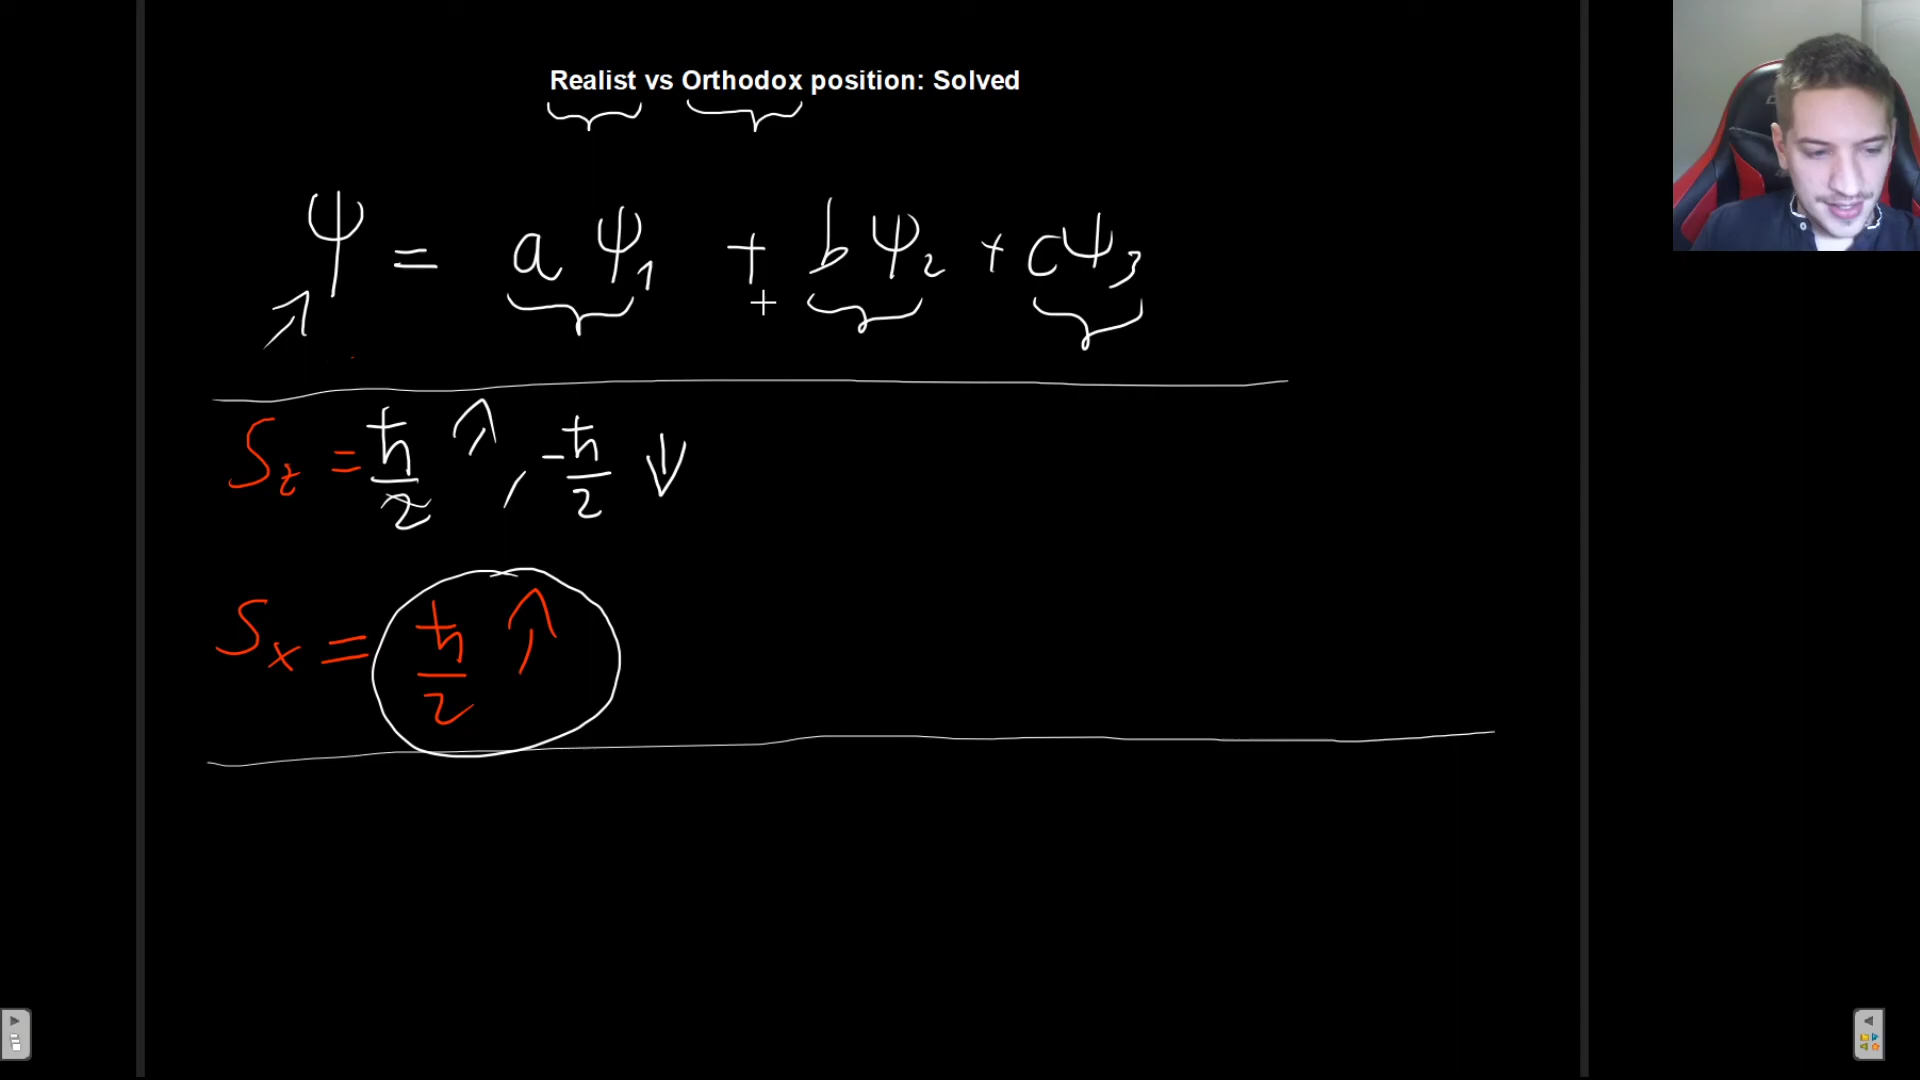 Realist vs Orthodox position: Solved
ψ = aψ₁ + bψ₂ + cψ₃
S_z = ħ/2 ↑, -ħ/2 ↓
S_x = ħ/2 ↑